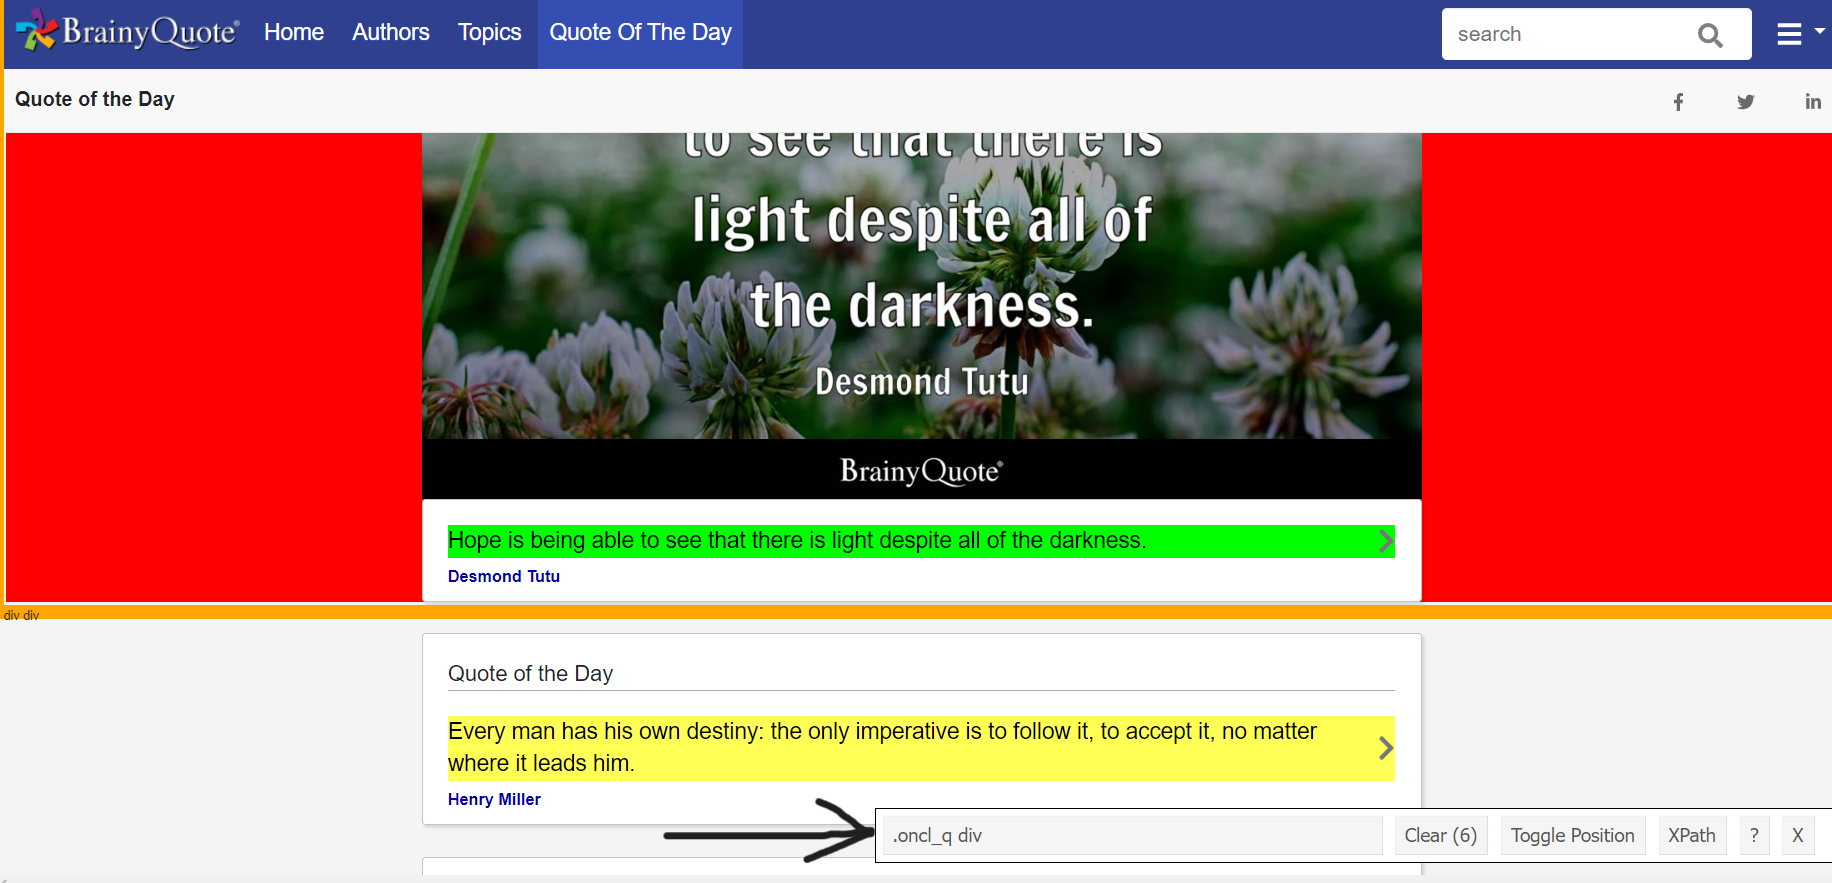 BrainyQuote®
Home Authors Topics Quote Of The Day
search
Quote of the Day
to see that there is
light despite all of
the darkness.
Desmond Tutu
BrainyQuote®
Hope is being able to see that there is light despite all of the darkness.
Desmond Tutu
div div
Quote of the Day
Every man has his own destiny: the only imperative is to follow it, to accept it, no matter
where it leads him.
Henry Miller
.oncl_q div Clear (6) Toggle Position XPath ? X